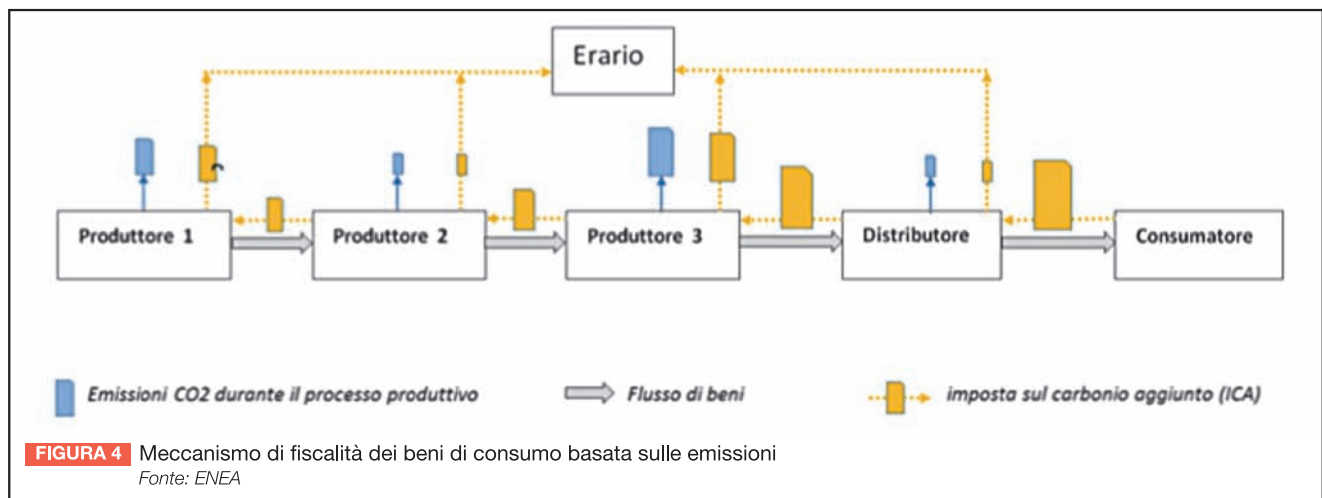 Erario
Produttore 1
Produttore 2
Produttore 3
Distributore
Consumatore
Emissioni CO2 durante il processo produttivo
Flusso di beni
imposta sul carbonio aggiunto (ICA)
FIGURA 4 Meccanismo di fiscalità dei beni di consumo basata sulle emissioni
Fonte: ENEA